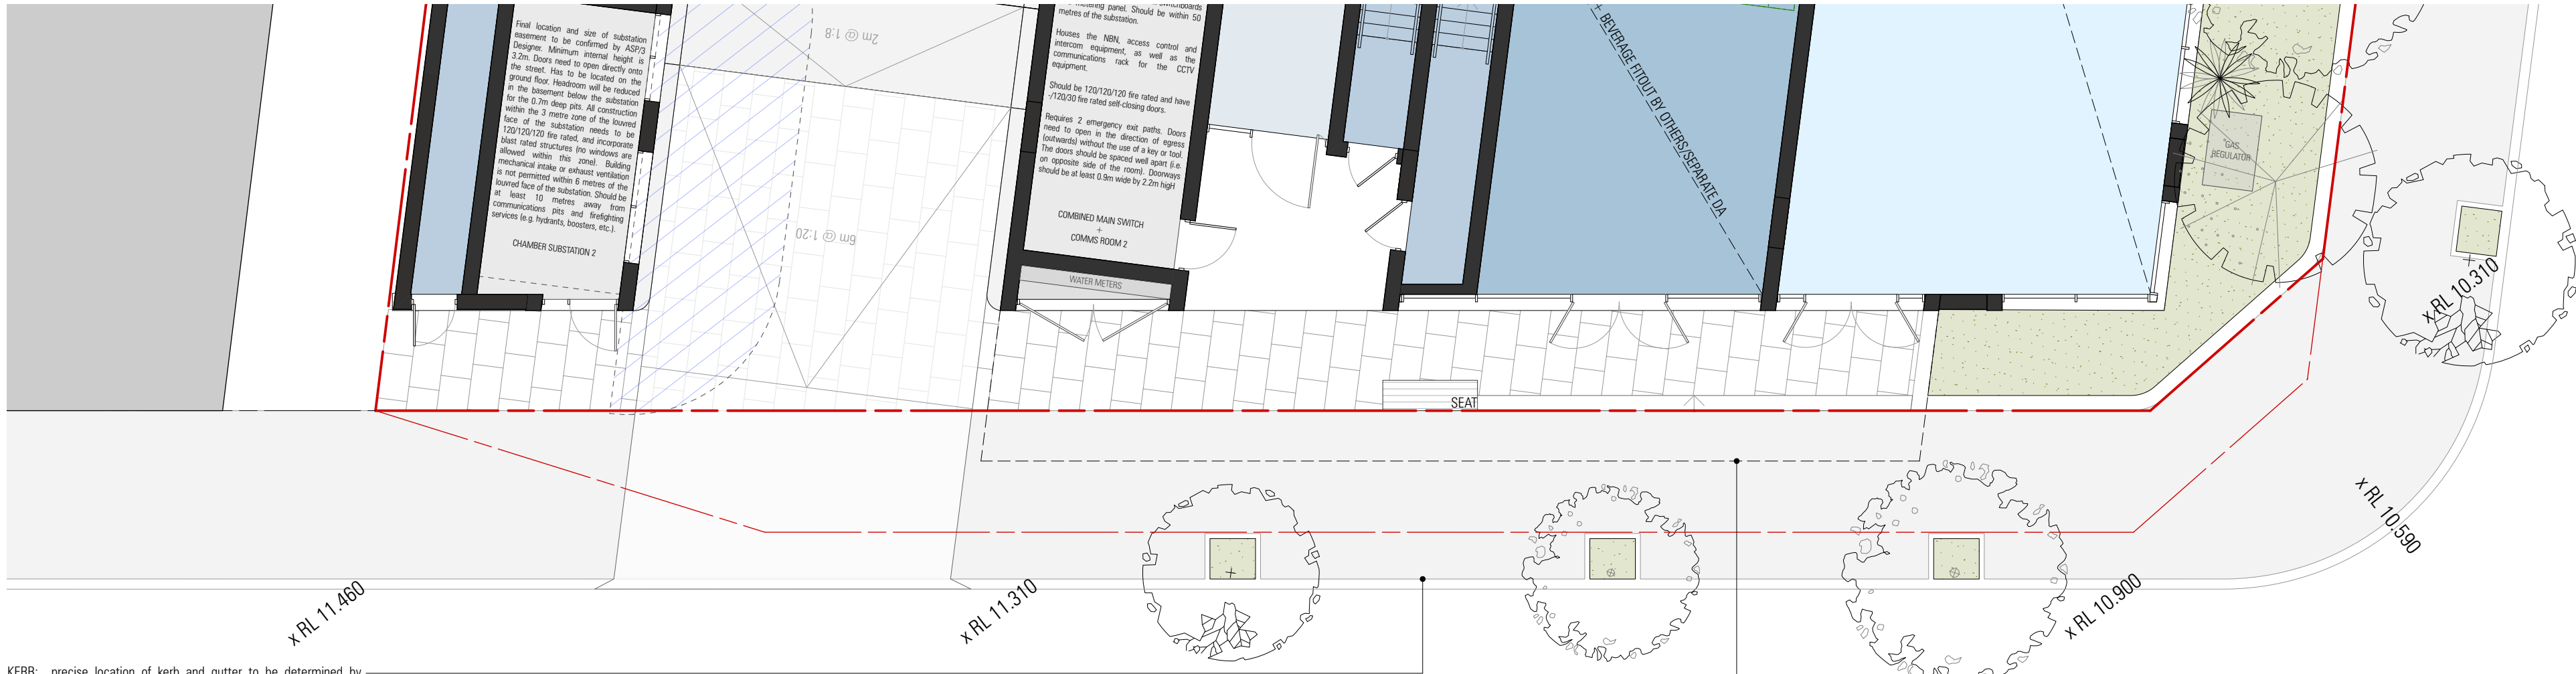 Final location and size of substation
easement to be confirmed by ASP/3
Designer. Minimum internal height is
3.2m. Doors need to open directly onto
the street. Has to be located on the
ground floor. Headroom will be reduced
in the basement below the substation
for the 0.7m deep pits. All construction
within the 3 metre zone of the louvred
face of the substation needs to be
120/120/120 fire rated, and incorporate
blast rated structures (no windows are
allowed within this zone). Building
mechanical intake or exhaust ventilation
is not permitted within 6 metres of the
louvred face of the substation. Should be
at least 10 metres away from
communications pits and firefighting
services (e.g. hydrants, boosters, etc.).
CHAMBER SUBSTATION 2
2m @ 1:8
6m @ 1:20
metering panel. Should be within 50
metres of the substation.
Houses the NBN, access control and
intercom equipment, as well as the
communications rack for the CCTV
equipment.
Should be 120/120/120 fire rated and have
-/120/30 fire rated self-closing doors.
Requires 2 emergency exit paths. Doors
need to open in the direction of egress
(outwards) without the use of a key or tool.
The doors should be spaced well apart (i.e.
on opposite side of the room). Doorways
should be at least 0.9m wide by 2.2m higH
COMBINED MAIN SWITCH
+
COMMS ROOM 2
WATER METERS
+ BEVERAGE FITOUT BY OTHERS/SEPARATE DA
GAS
REGULATOR
SEAT
x RL 10.310
x RL 10.590
x RL 10.900
x RL 11.310
x RL 11.460
KERB: precise location of kerb and gutter to be determined by